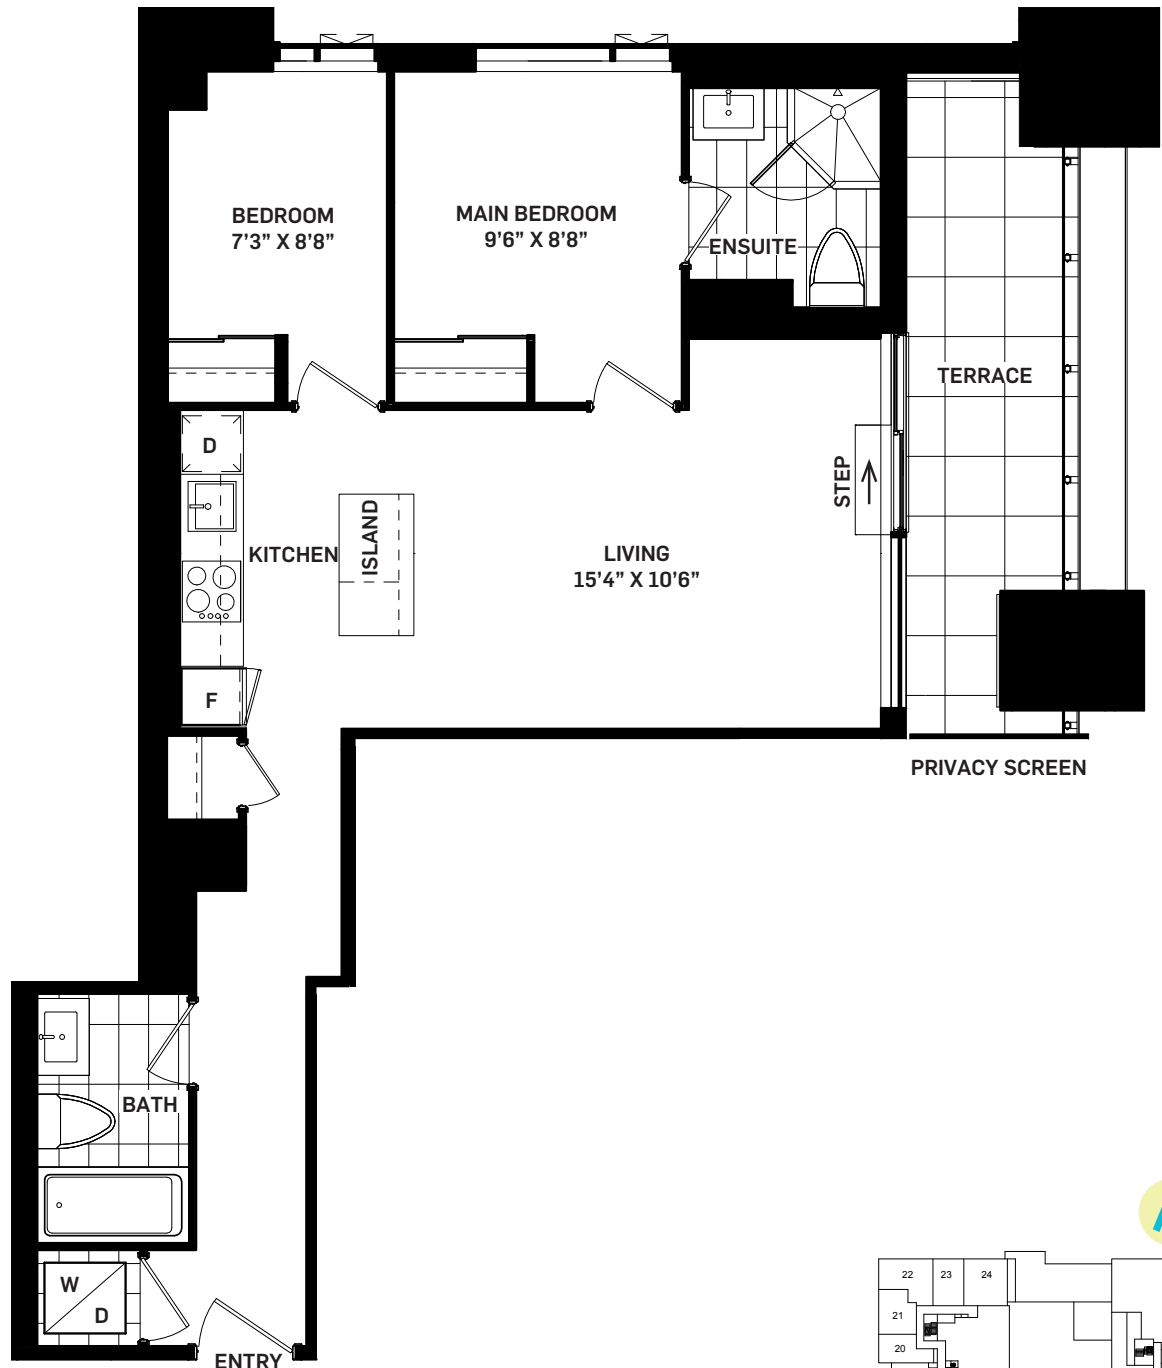 BEDROOM
7'3" X 8'8"
MAIN BEDROOM
9'6" X 8'8"
ENSUITE
TERRACE
D
STEP
ISLAND
KITCHEN
LIVING
15'4" X 10'6"
F
PRIVACY SCREEN
BATH
W
D
ENTRY
22
23
24
21
20